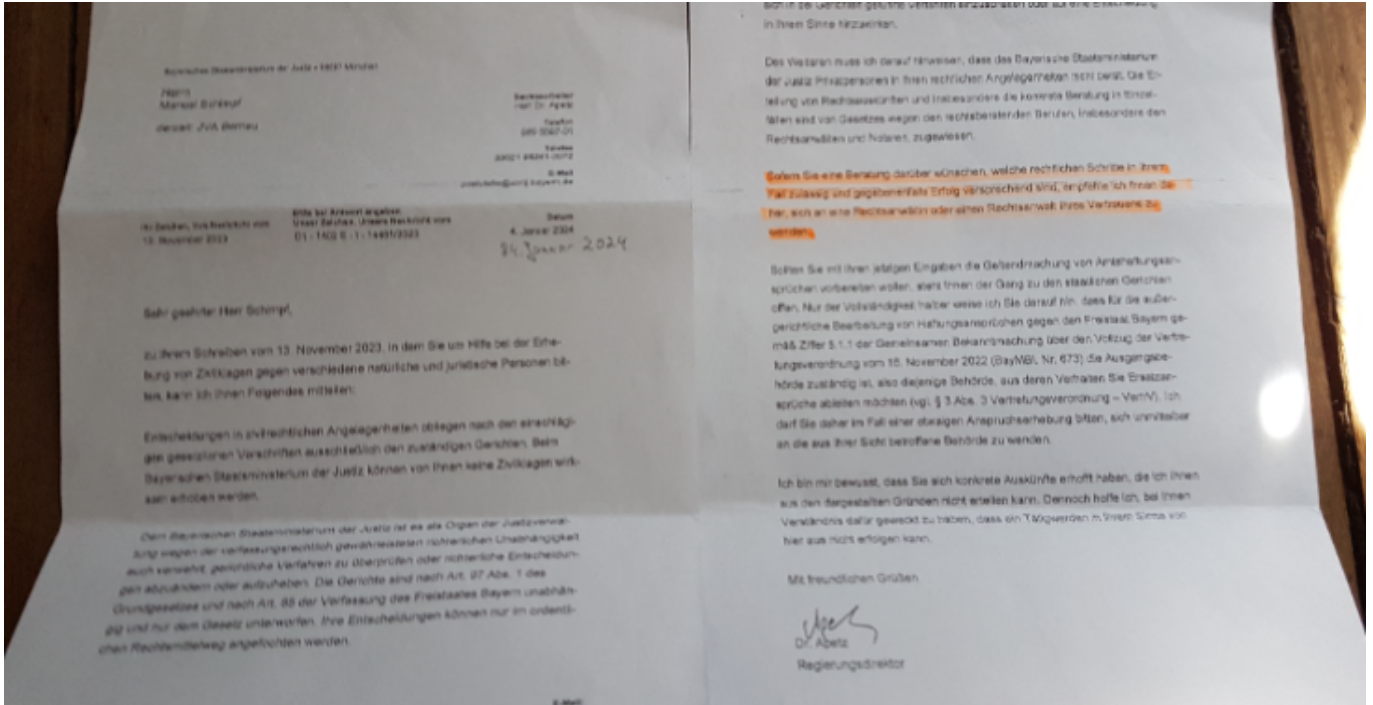 Bayerisches Staatsministerium der Justiz • 80097 München
Herrn
Manuel Schimpf
derzeit: JVA Bernau
Sachbearbeiter
Herr Dr. Apetz
Telefon
Telefax
E-Mail
Ihr Zeichen, Ihre Nachricht vom
13. November 2023
Bitte bei Antwort angeben
Unser Zeichen, Unsere Nachricht vom
Datum
4. Januar 2024
24. Januar 2024
Sehr geehrter Herr Schimpf,
zu Ihrem Schreiben vom 13. November 2023, in dem Sie um Hilfe bei der Erhe-
bung von Zivilklagen gegen verschiedene natürliche und juristische Personen bit-
ten, kann ich Ihnen Folgendes mitteilen:
Entscheidungen in zivilrechtlichen Angelegenheiten obliegen nach den einschlägi-
gen gesetzlichen Vorschriften ausschließlich den zuständigen Gerichten. Beim
Bayerischen Staatsministerium der Justiz können von Ihnen keine Zivilklagen wirk-
sam erhoben werden.
Dem Bayerischen Staatsministerium der Justiz ist es als Organ der Justizverwal-
tung wegen der verfassungsrechtlich gewährleisteten richterlichen Unabhängigkeit
auch verwehrt, gerichtliche Verfahren zu überprüfen oder richterliche Entscheidun-
gen abzuändern oder aufzuheben. Die Gerichte sind nach Art. 97 Abs. 1 des
Grundgesetzes und nach Art. 85 der Verfassung des Freistaates Bayern unabhän-
gig und nur dem Gesetz unterworfen. Ihre Entscheidungen können nur im ordentli-
chen Rechtsmittelweg angefochten werden.
E-Mail:
sich in bei Gerichten geführte Verfahren einzuschalten oder auf eine Entscheidung
in Ihrem Sinne hinzuwirken.
Des Weiteren muss ich darauf hinweisen, dass das Bayerische Staatsministerium
der Justiz Privatpersonen in ihren rechtlichen Angelegenheiten nicht berät. Die Er-
teilung von Rechtsauskünften und insbesondere die konkrete Beratung in Einzel-
fällen sind von Gesetzes wegen den rechtsberatenden Berufen, insbesondere den
Rechtsanwälten und Notaren, zugewiesen.
Sofern Sie eine Beratung darüber wünschen, welche rechtlichen Schritte in Ihrem
Fall zulässig und gegebenenfalls Erfolg versprechend sind, empfehle ich Ihnen da-
her, sich an eine Rechtsanwältin oder einen Rechtsanwalt Ihres Vertrauens zu
wenden.
Sollten Sie mit Ihren jetzigen Eingaben die Geltendmachung von Amtshaftungsan-
sprüchen vorbereiten wollen, steht Ihnen der Gang zu den staatlichen Gerichten
offen. Nur der Vollständigkeit halber weise ich Sie darauf hin, dass für die außer-
gerichtliche Bearbeitung von Haftungsansprüchen gegen den Freistaat Bayern ge-
mäß Ziffer 5.1.1 der Gemeinsamen Bekanntmachung über den Vollzug der Vertre-
tungsverordnung vom 15. November 2022 (BayMBl. Nr. 673) die Ausgangsbe-
hörde zuständig ist, also diejenige Behörde, aus deren Verhalten Sie Ersatzan-
sprüche ableiten möchten (vgl. § 3 Abs. 3 Vertretungsverordnung – VertrV). Ich
darf Sie daher im Fall einer etwaigen Anspruchserhebung bitten, sich unmittelbar
an die aus Ihrer Sicht betroffene Behörde zu wenden.
Ich bin mir bewusst, dass Sie sich konkrete Auskünfte erhofft haben, die ich Ihnen
aus den dargestellten Gründen nicht erteilen kann. Dennoch hoffe ich, bei Ihnen
Verständnis dafür geweckt zu haben, dass ein Tätigwerden in Ihrem Sinne von
hier aus nicht erfolgen kann.
Mit freundlichen Grüßen
Dr. Apetz
Regierungsdirektor